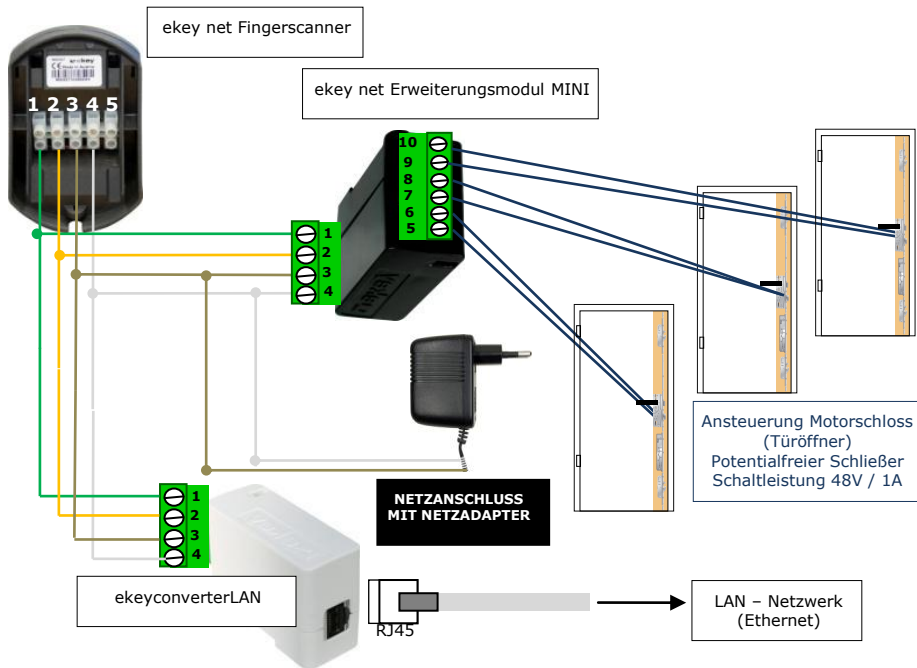 ekey net Fingerscanner
ekey
1 2 3 4 5
ekey net Erweiterungsmodul MINI
10
9
8
7
6
5
1
2
3
4
ekey
Ansteuerung Motorschloss
(Türöffner)
Potentialfreier Schließer
Schaltleistung 48V / 1A
NETZANSCHLUSS
MIT NETZADAPTER
1
2
3
4
ekeyconverterLAN
RJ45
LAN – Netzwerk
(Ethernet)